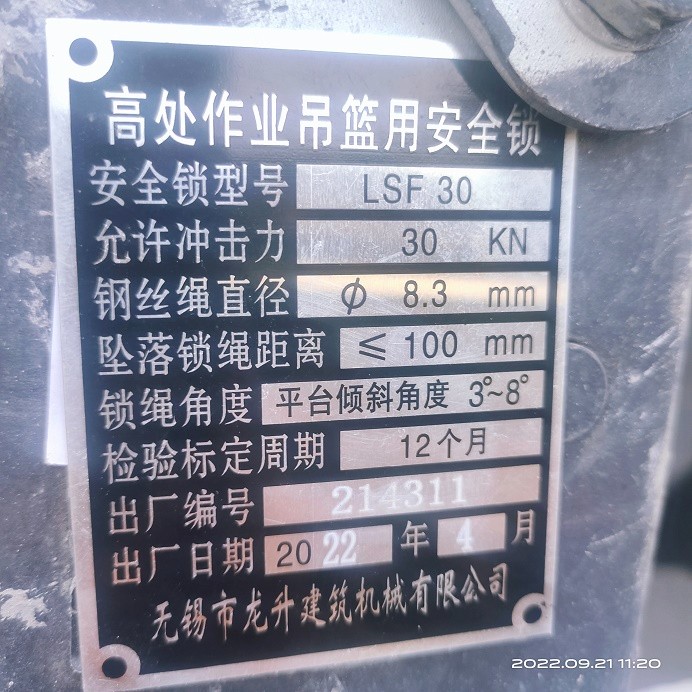 高处作业吊篮用安全锁
安全锁型号 LSF 30
允许冲击力 30 KN
钢丝绳直径 ϕ 8.3 mm
坠落锁绳距离 ≤ 100 mm
锁绳角度 平台倾斜角度 3°~8°
检验标定周期 12个月
出厂编号 214311
出厂日期 2022 年 4 月
无锡市龙升建筑机械有限公司
2022.09.21 11:20